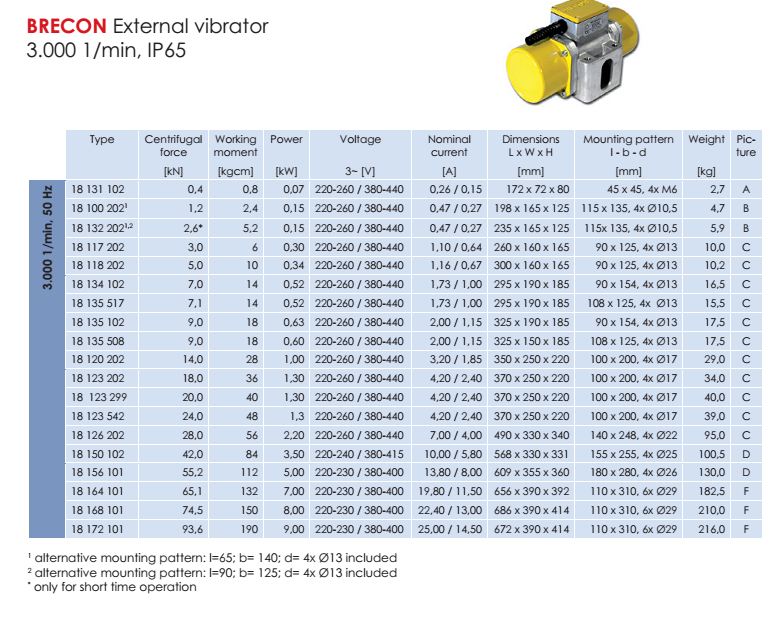 BRECON External vibrator
3.000 1/min, IP65
Type Centrifugal force [kN] Working moment [kgcm] Power [kW] Voltage 3~ [V] Nominal current [A] Dimensions L x W x H [mm] Mounting pattern l - b - d [mm] Weight [kg] Pic-ture
3.000 1/min, 50 Hz
18 131 102 0,4 0,8 0,07 220-260 / 380-440 0,26 / 0,15 172 x 72 x 80 45 x 45, 4x M6 2,7 A
18 100 202¹ 1,2 2,4 0,15 220-260 / 380-440 0,47 / 0,27 198 x 165 x 125 115 x 135, 4x Ø10,5 4,7 B
18 132 202¹,² 2,6* 5,2 0,15 220-260 / 380-440 0,47 / 0,27 235 x 165 x 125 115x 135, 4x Ø10,5 5,9 B
18 117 202 3,0 6 0,30 220-260 / 380-440 1,10 / 0,64 260 x 160 x 165 90 x 125, 4x Ø13 10,0 C
18 118 202 5,0 10 0,34 220-260 / 380-440 1,16 / 0,67 300 x 160 x 165 90 x 125, 4x Ø13 10,2 C
18 134 102 7,0 14 0,52 220-260 / 380-440 1,73 / 1,00 295 x 190 x 185 90 x 154, 4x Ø13 16,5 C
18 135 517 7,1 14 0,52 220-260 / 380-440 1,73 / 1,00 295 x 190 x 185 108 x 125, 4x Ø13 15,5 C
18 135 102 9,0 18 0,63 220-260 / 380-440 2,00 / 1,15 325 x 190 x 185 90 x 154, 4x Ø13 17,5 C
18 135 508 9,0 18 0,60 220-260 / 380-440 2,00 / 1,15 325 x 150 x 185 108 x 125, 4x Ø13 17,5 C
18 120 202 14,0 28 1,00 220-260 / 380-440 3,20 / 1,85 350 x 250 x 220 100 x 200, 4x Ø17 29,0 C
18 123 202 18,0 36 1,30 220-260 / 380-440 4,20 / 2,40 370 x 250 x 220 100 x 200, 4x Ø17 34,0 C
18 123 299 20,0 40 1,30 220-260 / 380-440 4,20 / 2,40 370 x 250 x 220 100 x 200, 4x Ø17 40,0 C
18 123 542 24,0 48 1,3 220-260 / 380-440 4,20 / 2,40 370 x 250 x 220 100 x 200, 4x Ø17 39,0 C
18 126 202 28,0 56 2,20 220-260 / 380-440 7,00 / 4,00 490 x 330 x 340 140 x 248, 4x Ø22 95,0 C
18 150 102 42,0 84 3,50 220-240 / 380-415 10,00 / 5,80 568 x 330 x 331 155 x 255, 4x Ø25 100,5 D
18 156 101 55,2 112 5,00 220-230 / 380-400 13,80 / 8,00 609 x 355 x 360 180 x 280, 4x Ø26 130,0 D
18 164 101 65,1 132 7,00 220-230 / 380-400 19,80 / 11,50 656 x 390 x 392 110 x 310, 6x Ø29 182,5 F
18 168 101 74,5 150 8,00 220-230 / 380-400 22,40 / 13,00 686 x 390 x 414 110 x 310, 6x Ø29 210,0 F
18 172 101 93,6 190 9,00 220-230 / 380-400 25,00 / 14,50 672 x 390 x 414 110 x 310, 6x Ø29 216,0 F
¹ alternative mounting pattern: l=65; b= 140; d= 4x Ø13 included
² alternative mounting pattern: l=90; b= 125; d= 4x Ø13 included
* only for short time operation